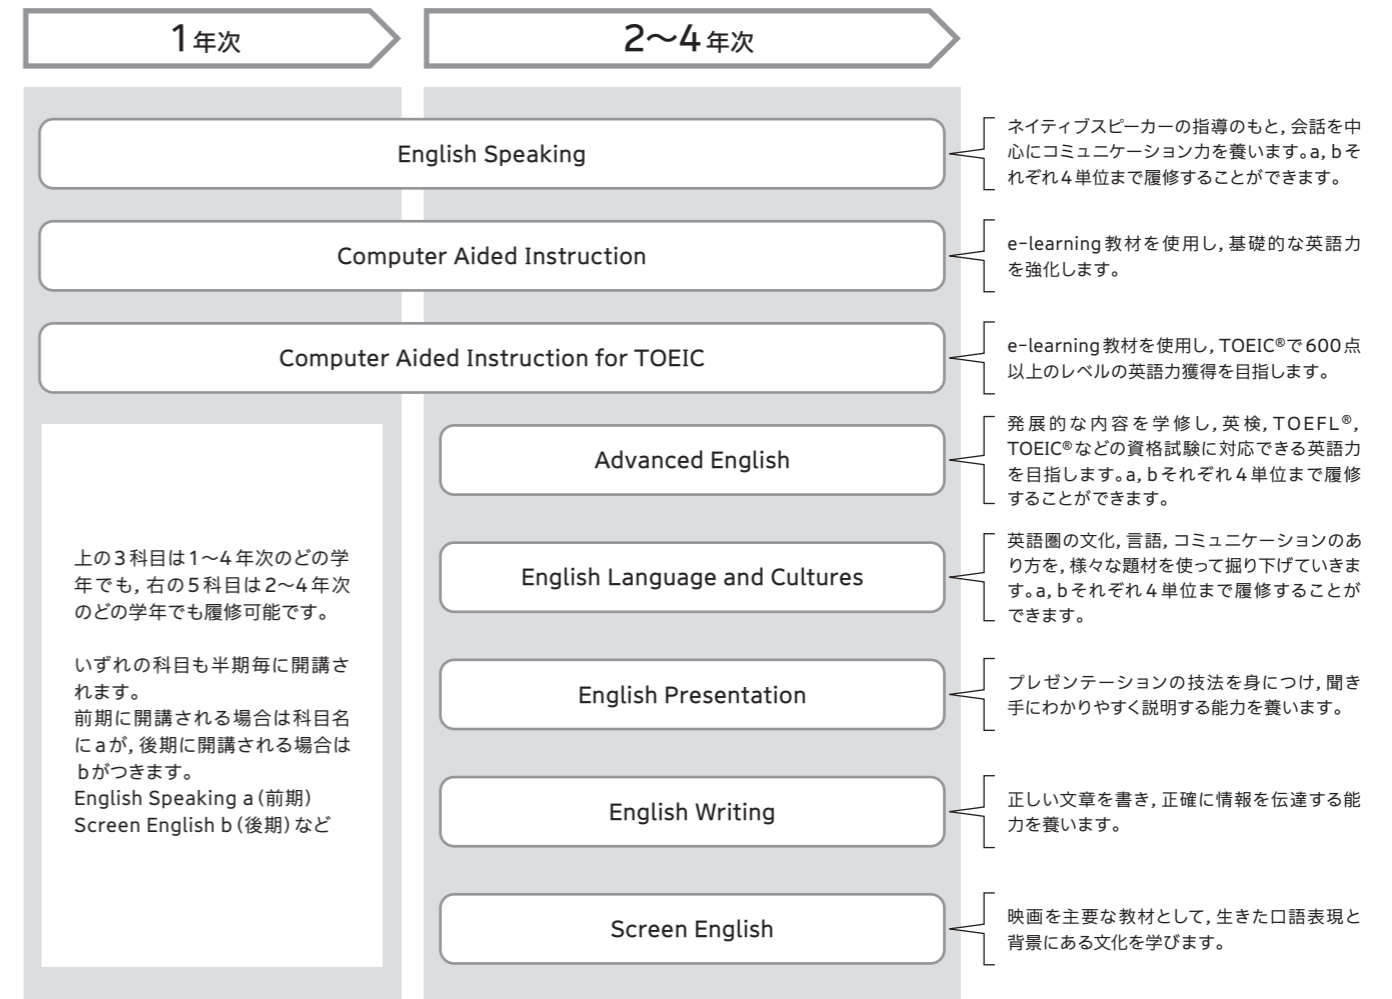 1年次
2〜4年次
English Speaking
ネイティブスピーカーの指導のもと，会話を中
心にコミュニケーション力を養います。a，bそ
れぞれ4単位まで履修することができます。
Computer Aided Instruction
e-learning教材を使用し，基礎的な英語力
を強化します。
Computer Aided Instruction for TOEIC
e-learning教材を使用し，TOEIC®で600点
以上のレベルの英語力獲得を目指します。
上の3科目は1〜4年次のどの学
年でも，右の5科目は2〜4年次
のどの学年でも履修可能です。
いずれの科目も半期毎に開講さ
れます。
前期に開講される場合は科目名
にaが，後期に開講される場合は
bがつきます。
English Speaking a（前期）
Screen English b（後期）など
Advanced English
発展的な内容を学修し，英検，TOEFL®，
TOEIC®などの資格試験に対応できる英語力
を目指します。a，bそれぞれ4単位まで履修
することができます。
English Language and Cultures
英語圏の文化，言語，コミュニケーションのあ
り方を，様々な題材を使って掘り下げていきま
す。a，bそれぞれ4単位まで履修することが
できます。
English Presentation
プレゼンテーションの技法を身につけ，聞き
手にわかりやすく説明する能力を養います。
English Writing
正しい文章を書き，正確に情報を伝達する能
力を養います。
Screen English
映画を主要な教材として，生きた口語表現と
背景にある文化を学びます。